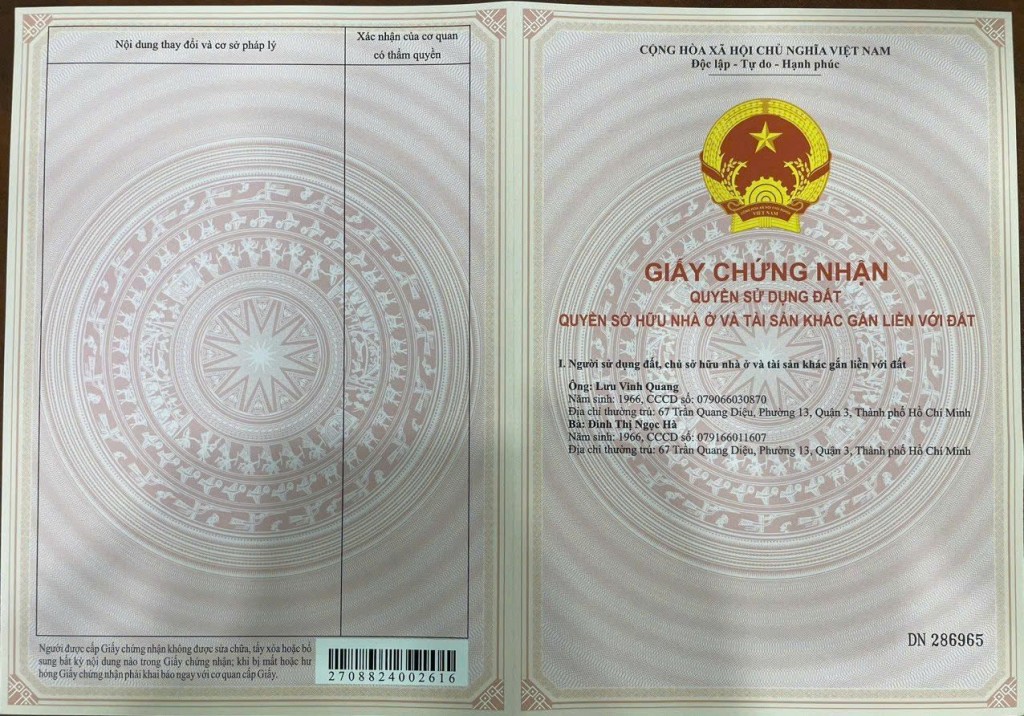 Nội dung thay đổi và cơ sở pháp lý
Xác nhận của cơ quan
có thẩm quyền
Người được cấp Giấy chứng nhận không được sửa chữa, tẩy xóa hoặc bổ
sung bất kỳ nội dung nào trong Giấy chứng nhận; khi bị mất hoặc hư
hỏng Giấy chứng nhận phải khai báo ngay với cơ quan cấp Giấy.
2708824002616
CỘNG HÒA XÃ HỘI CHỦ NGHĨA VIỆT NAM
Độc lập - Tự do - Hạnh phúc
VIỆT NAM
GIẤY CHỨNG NHẬN
QUYỀN SỬ DỤNG ĐẤT
QUYỀN SỞ HỮU NHÀ Ở VÀ TÀI SẢN KHÁC GẮN LIỀN VỚI ĐẤT
I. Người sử dụng đất, chủ sở hữu nhà ở và tài sản khác gắn liền với đất
Ông: Lưu Vinh Quang
Năm sinh: 1966, CCCD số: 079066030870
Địa chỉ thường trú: 67 Trần Quang Diệu, Phường 13, Quận 3, Thành phố Hồ Chí Minh
Bà: Đinh Thị Ngọc Hà
Năm sinh: 1966, CCCD số: 079166011607
Địa chỉ thường trú: 67 Trần Quang Diệu, Phường 13, Quận 3, Thành phố Hồ Chí Minh
DN 286965